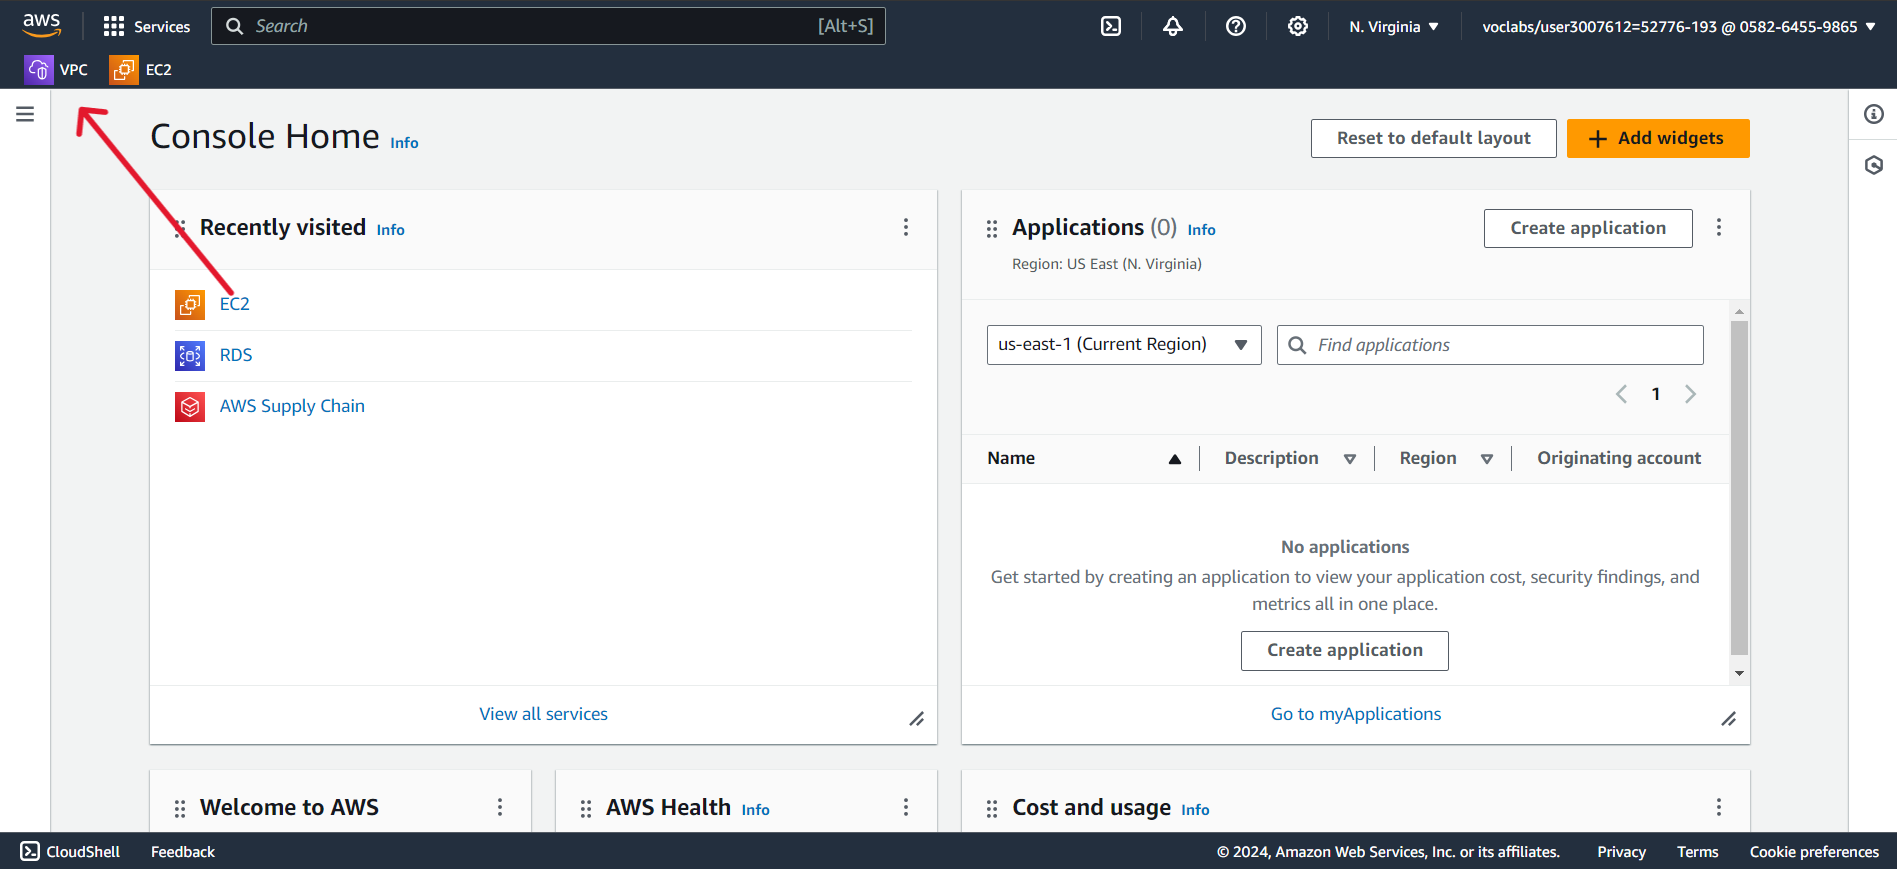 aws Services Search [Alt+S] N. Virginia voclabs/user3007612=52776-193 @ 0582-6455-9865
VPC EC2
Console Home Info Reset to default layout Add widgets
Recently visited Info
EC2
RDS
AWS Supply Chain
View all services
Applications (0) Info Create application
Region: US East (N. Virginia)
us-east-1 (Current Region) Find applications
1
Name Description Region Originating account
No applications
Get started by creating an application to view your application cost, security findings, and
metrics all in one place.
Create application
Go to myApplications
Welcome to AWS
AWS Health Info
Cost and usage Info
CloudShell Feedback © 2024, Amazon Web Services, Inc. or its affiliates. Privacy Terms Cookie preferences